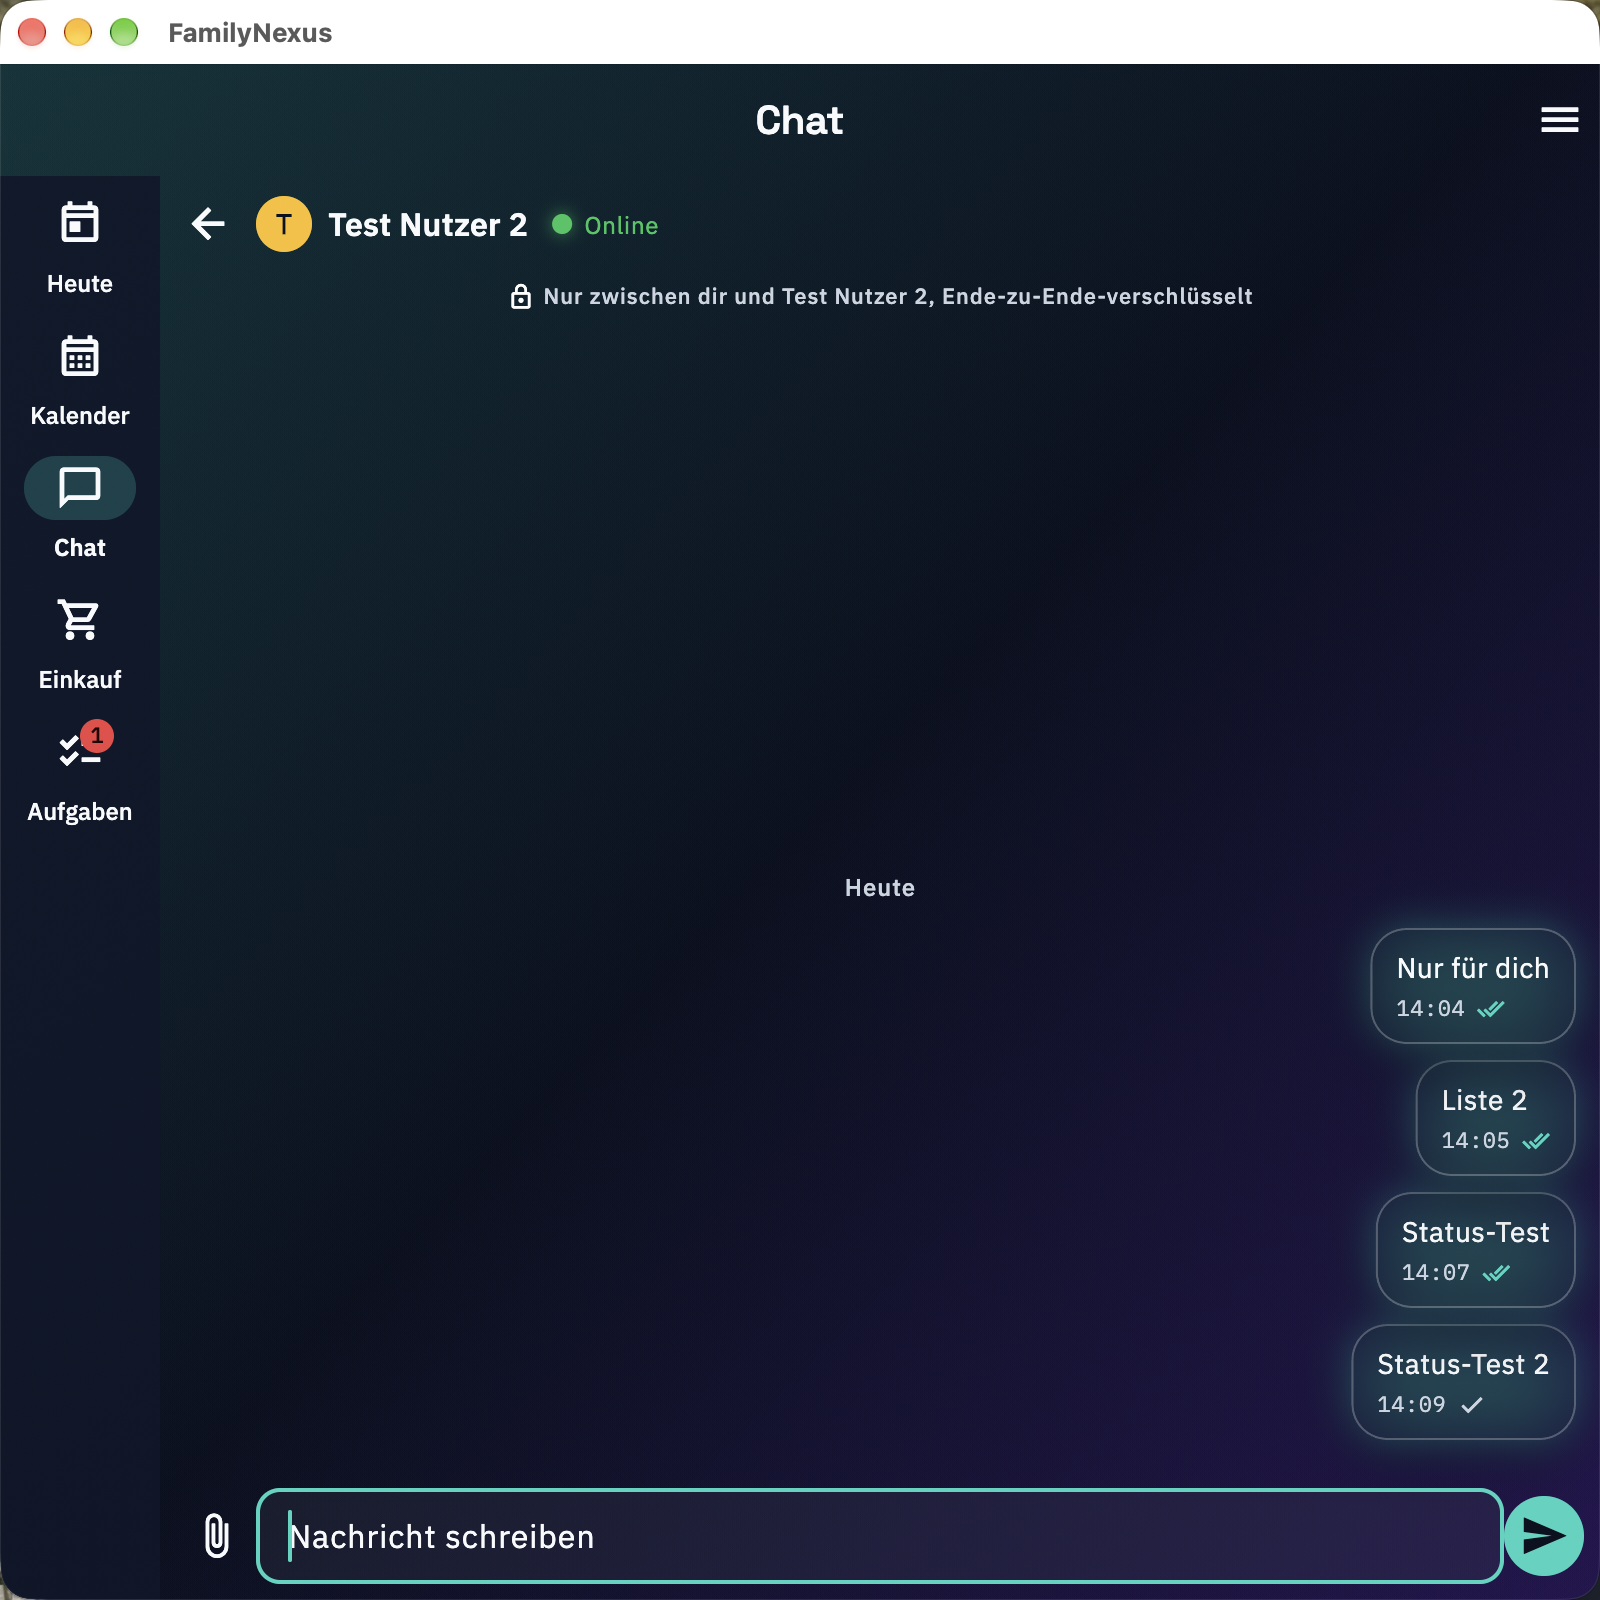 FamilyNexus
Chat
Heute
Kalender
Chat
Einkauf
1
Aufgaben
T
Test Nutzer 2
Online
Nur zwischen dir und Test Nutzer 2, Ende-zu-Ende-verschlüsselt
Heute
Nur für dich
14:04
Liste 2
14:05
Status-Test
14:07
Status-Test 2
14:09
Nachricht schreiben